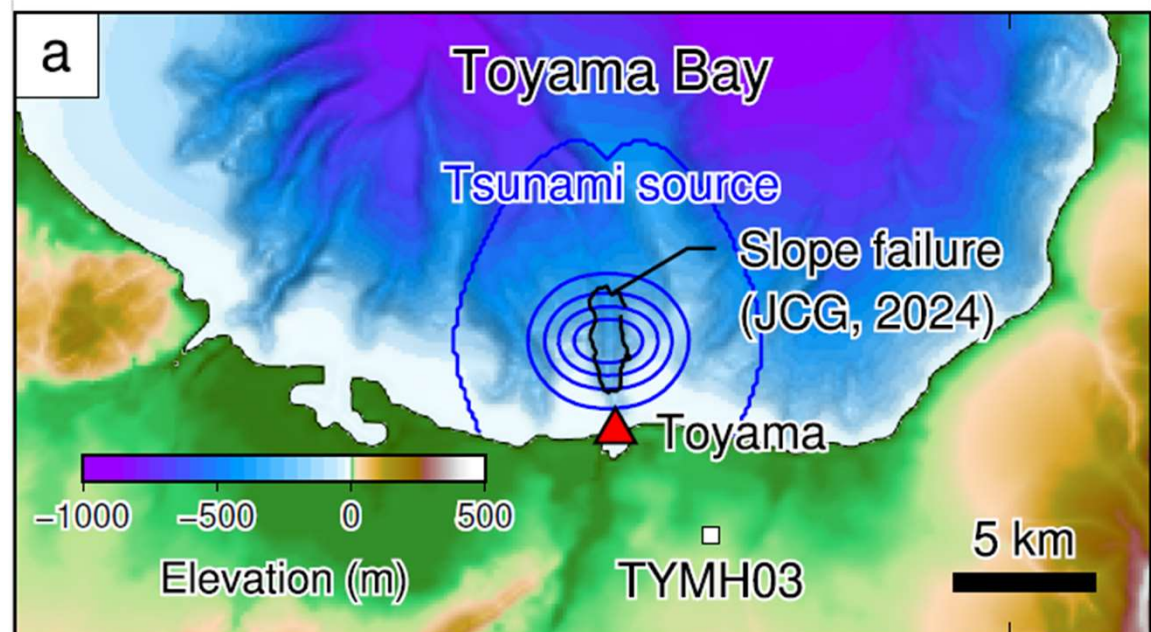 a
Toyama Bay
Tsunami source
Slope failure
(JCG, 2024)
Toyama
−1000 −500 0 500
Elevation (m)
TYMH03
5 km